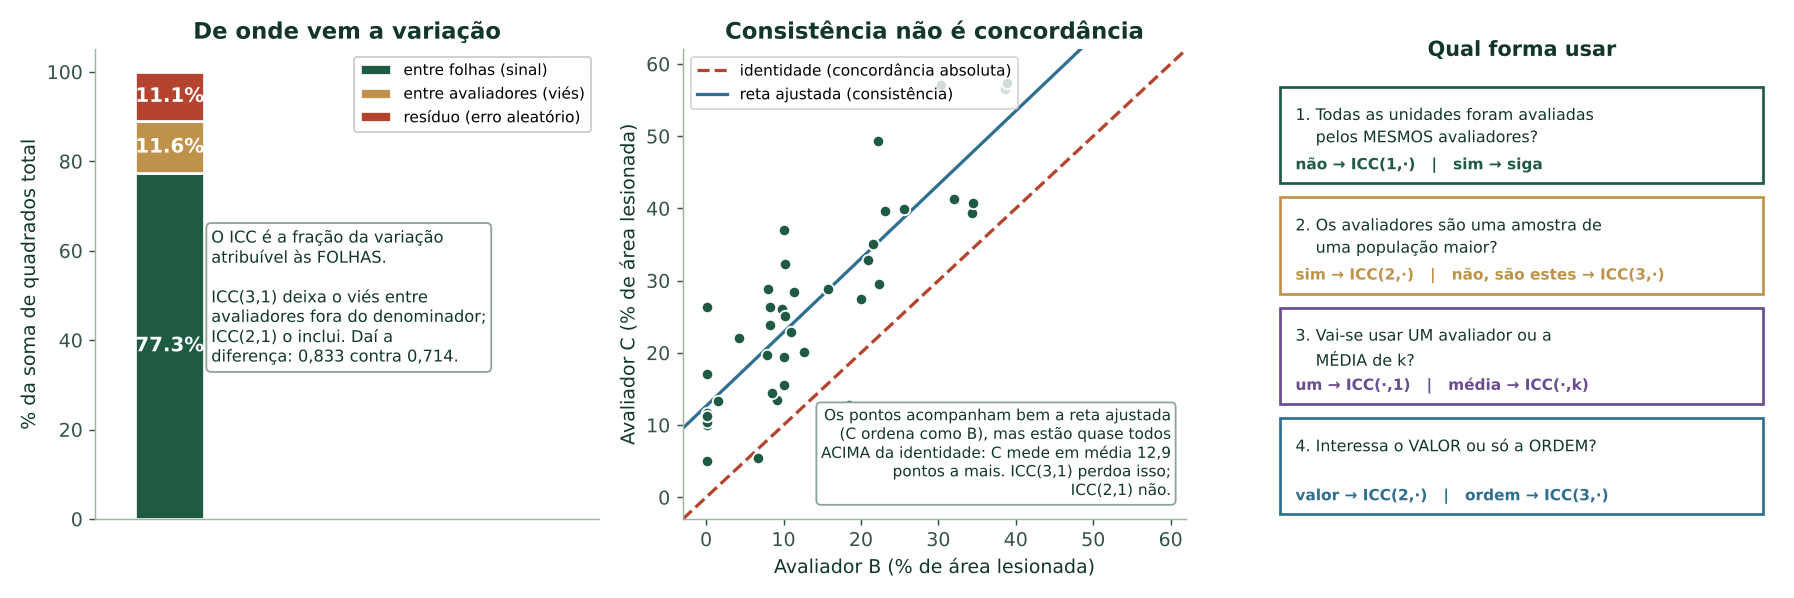 De onde vem a variação
% da soma de quadrados total
100
80
60
40
20
0
entre folhas (sinal)
entre avaliadores (viés)
resíduo (erro aleatório)
11.1%
11.6%
77.3%
O ICC é a fração da variação
atribuível às FOLHAS.
ICC(3,1) deixa o viés entre
avaliadores fora do denominador;
ICC(2,1) o inclui. Daí a
diferença: 0,833 contra 0,714.
Consistência não é concordância
Avaliador C (% de área lesionada)
60
50
40
30
20
10
0
identidade (concordância absoluta)
reta ajustada (consistência)
Os pontos acompanham bem a reta ajustada
(C ordena como B), mas estão quase todos
ACIMA da identidade: C mede em média 12,9
pontos a mais. ICC(3,1) perdoa isso;
ICC(2,1) não.
0 10 20 30 40 50 60
Avaliador B (% de área lesionada)
Qual forma usar
1. Todas as unidades foram avaliadas
pelos MESMOS avaliadores?
não → ICC(1,·) | sim → siga
2. Os avaliadores são uma amostra de
uma população maior?
sim → ICC(2,·) | não, são estes → ICC(3,·)
3. Vai-se usar UM avaliador ou a
MÉDIA de k?
um → ICC(·,1) | média → ICC(·,k)
4. Interessa o VALOR ou só a ORDEM?
valor → ICC(2,·) | ordem → ICC(3,·)